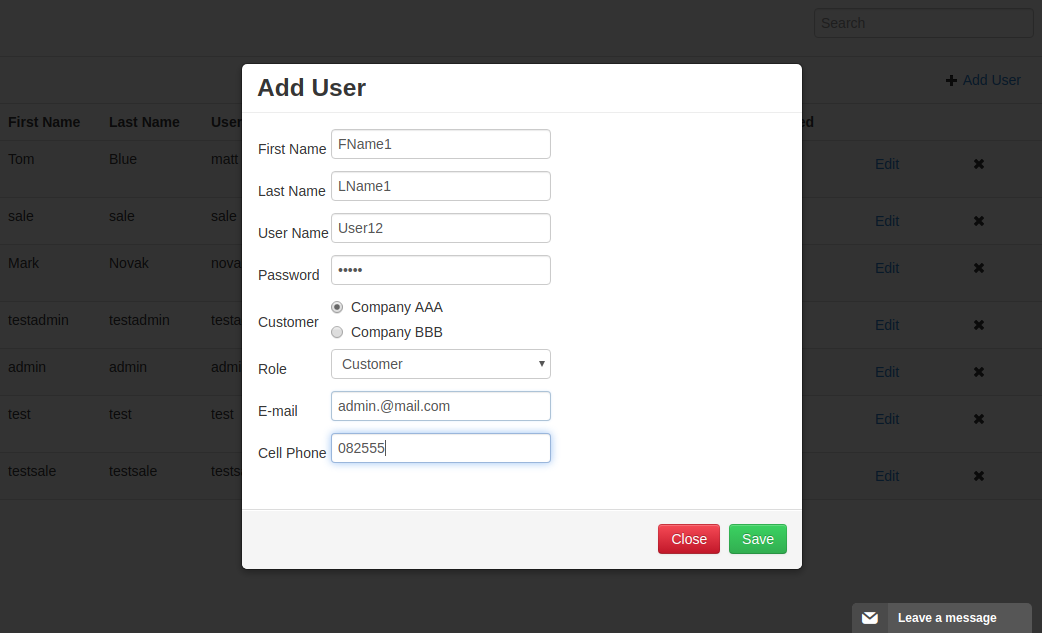 Search
Add User
Add User
First Name Last Name User ed
First Name FName1
Tom Blue matt Edit
Last Name LName1
sale sale sale Edit
User Name User12
Mark Novak nova Edit
Password •••••
Customer Company AAA
testadmin testadmin testa Edit
Company BBB
Role Customer
admin admin admi Edit
E-mail admin.@mail.com
test test test Edit
Cell Phone 082555
testsale testsale tests Edit
Close Save
Leave a message